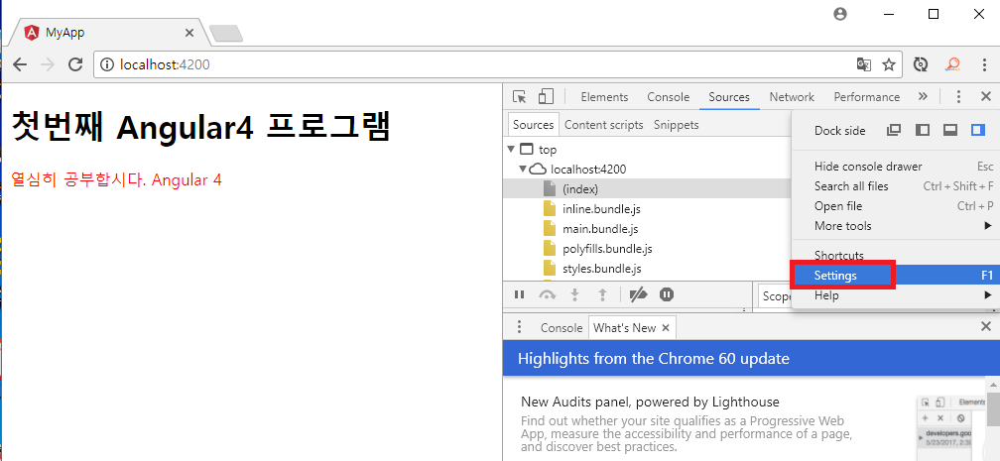 MyApp
localhost:4200
첫번째 Angular4 프로그램
열심히 공부합시다. Angular 4
Elements Console Sources Network Performance »
Sources Content scripts Snippets
top
localhost:4200
(index)
inline.bundle.js
main.bundle.js
polyfills.bundle.js
styles.bundle.js
Scope
Dock side
Hide console drawer Esc
Search all files Ctrl + Shift + F
Open file Ctrl + P
More tools
Shortcuts
Settings F1
Help
Console What's New
Highlights from the Chrome 60 update
New Audits panel, powered by Lighthouse
Find out whether your site qualifies as a Progressive Web
App, measure the accessibility and performance of a page,
and discover best practices.
Elements
developers.goo